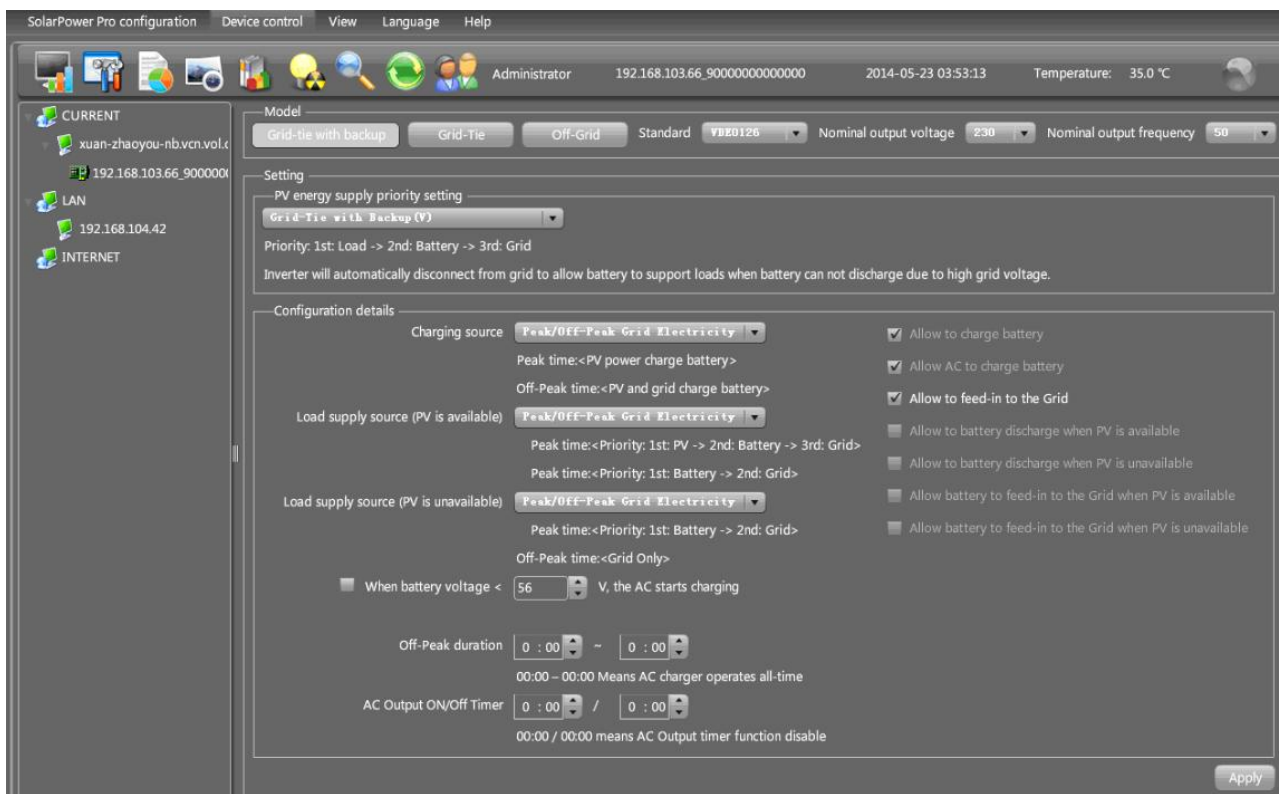 SolarPower Pro configuration Device control View Language Help
Administrator 192.168.103.66_90000000000000 2014-05-23 03:53:13 Temperature: 35.0 ℃
CURRENT
xuan-zhaoyou-nb.vcn.vol.c
192.168.103.66_900000(
LAN
192.168.104.42
INTERNET
Model
Grid-tie with backup Grid-Tie Off-Grid Standard VDE0126 Nominal output voltage 230 Nominal output frequency 50
Setting
PV energy supply priority setting
Grid-Tie with Backup(V)
Priority: 1st: Load -> 2nd: Battery -> 3rd: Grid
Inverter will automatically disconnect from grid to allow battery to support loads when battery can not discharge due to high grid voltage.
Configuration details
Charging source Peak/Off-Peak Grid Electricity
Peak time:<PV power charge battery>
Off-Peak time:<PV and grid charge battery>
Load supply source (PV is available) Peak/Off-Peak Grid Electricity
Peak time:<Priority: 1st: PV -> 2nd: Battery -> 3rd: Grid>
Peak time:<Priority: 1st: Battery -> 2nd: Grid>
Load supply source (PV is unavailable) Peak/Off-Peak Grid Electricity
Peak time:<Priority: 1st: Battery -> 2nd: Grid>
Off-Peak time:<Grid Only>
When battery voltage < 56 V, the AC starts charging
Off-Peak duration 0 : 00 ~ 0 : 00
00:00 – 00:00 Means AC charger operates all-time
AC Output ON/Off Timer 0 : 00 / 0 : 00
00:00 / 00:00 means AC Output timer function disable
Allow to charge battery
Allow AC to charge battery
Allow to feed-in to the Grid
Allow to battery discharge when PV is available
Allow to battery discharge when PV is unavailable
Allow battery to feed-in to the Grid when PV is available
Allow battery to feed-in to the Grid when PV is unavailable
Apply